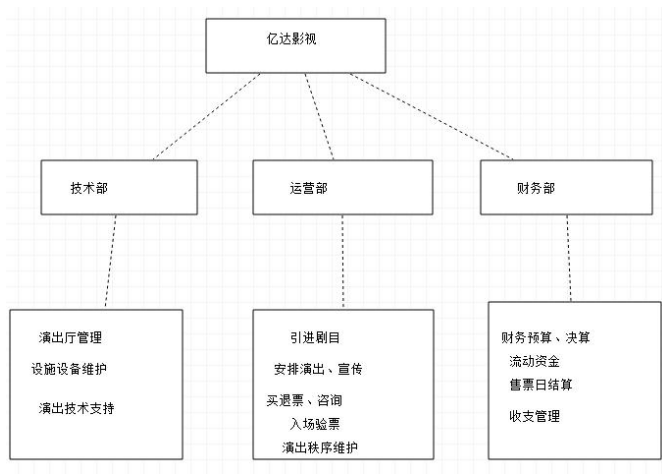 亿达影视
技术部
运营部
财务部
演出厅管理
设施设备维护
演出技术支持
引进剧目
安排演出、宣传
买退票、咨询
入场验票
演出秩序维护
财务预算、决算
流动资金
售票日结算
收支管理